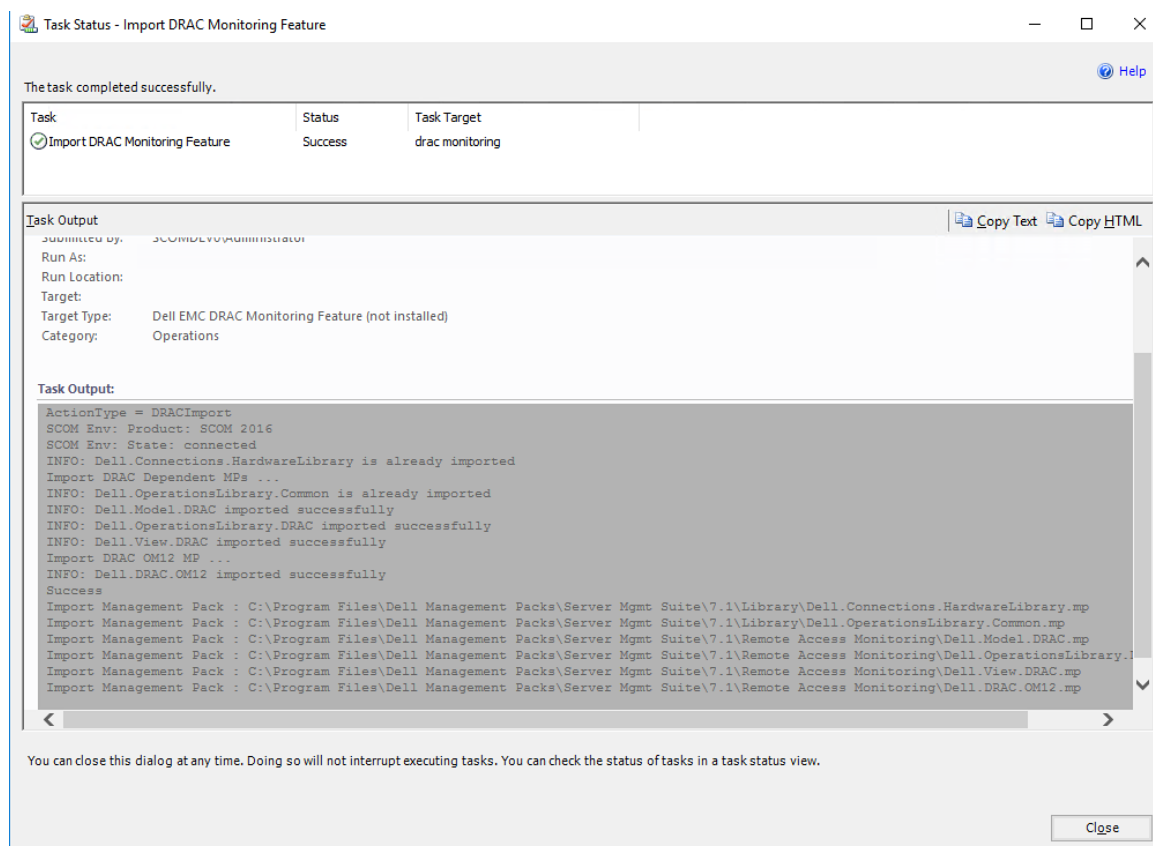 Task Status - Import DRAC Monitoring Feature
Help
The task completed successfully.
Task Status Task Target
Import DRAC Monitoring Feature Success drac monitoring
Task Output Copy Text Copy HTML
Submitted By: SCOMDEV0\Administrator
Run As:
Run Location:
Target:
Target Type: Dell EMC DRAC Monitoring Feature (not installed)
Category: Operations
Task Output:
ActionType = DRACImport
SCOM Env: Product: SCOM 2016
SCOM Env: State: connected
INFO: Dell.Connections.HardwareLibrary is already imported
Import DRAC Dependent MPs ...
INFO: Dell.OperationsLibrary.Common is already imported
INFO: Dell.Model.DRAC imported successfully
INFO: Dell.OperationsLibrary.DRAC imported successfully
INFO: Dell.View.DRAC imported successfully
Import DRAC OM12 MP ...
INFO: Dell.DRAC.OM12 imported successfully
Success
Import Management Pack : C:\Program Files\Dell Management Packs\Server Mgmt Suite\7.1\Library\Dell.Connections.HardwareLibrary.mp
Import Management Pack : C:\Program Files\Dell Management Packs\Server Mgmt Suite\7.1\Library\Dell.OperationsLibrary.Common.mp
Import Management Pack : C:\Program Files\Dell Management Packs\Server Mgmt Suite\7.1\Remote Access Monitoring\Dell.Model.DRAC.mp
Import Management Pack : C:\Program Files\Dell Management Packs\Server Mgmt Suite\7.1\Remote Access Monitoring\Dell.OperationsLibrary.
Import Management Pack : C:\Program Files\Dell Management Packs\Server Mgmt Suite\7.1\Remote Access Monitoring\Dell.View.DRAC.mp
Import Management Pack : C:\Program Files\Dell Management Packs\Server Mgmt Suite\7.1\Remote Access Monitoring\Dell.DRAC.OM12.mp
You can close this dialog at any time. Doing so will not interrupt executing tasks. You can check the status of tasks in a task status view.
Close